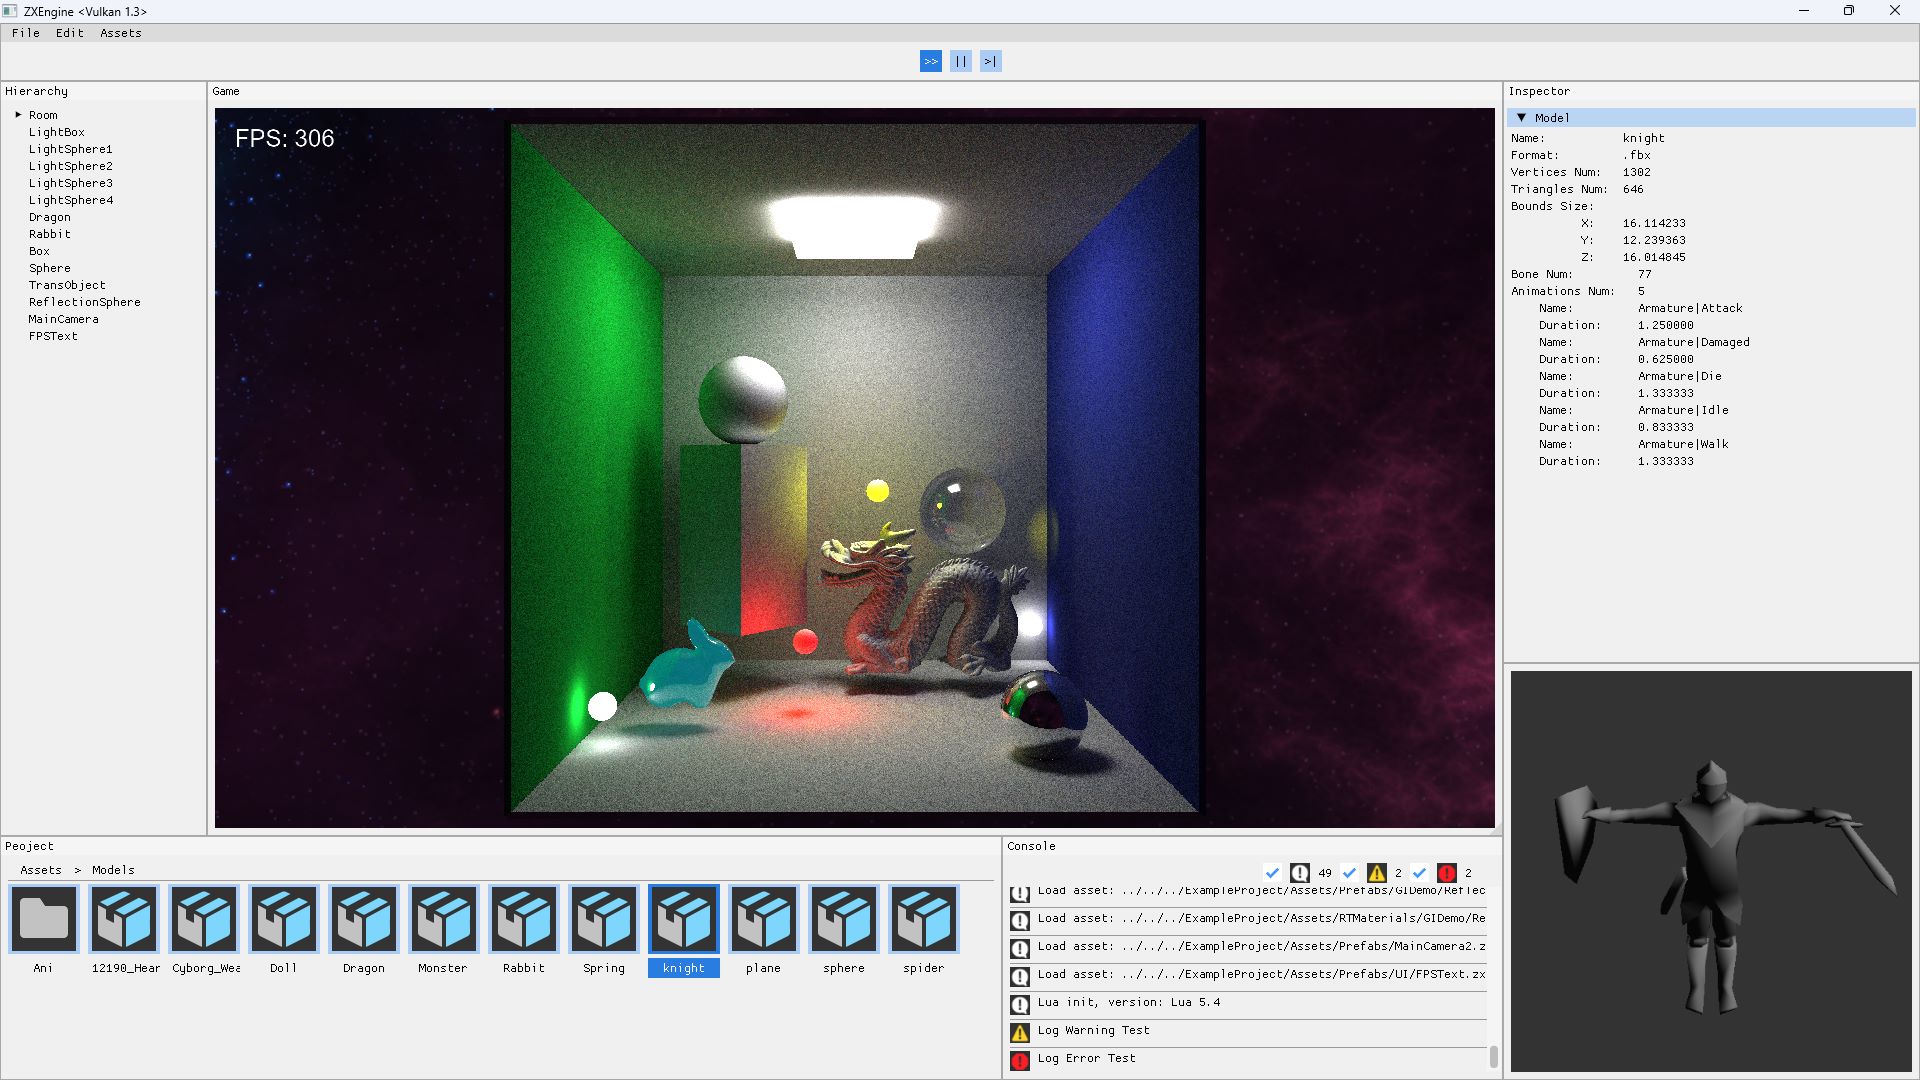 ZXEngine <Vulkan 1.3>
File Edit Assets
>> || >|
Hierarchy
Room
LightBox
LightSphere1
LightSphere2
LightSphere3
LightSphere4
Dragon
Rabbit
Box
Sphere
TransObject
ReflectionSphere
MainCamera
FPSText
Game
FPS: 306
Inspector
Model
Name: knight
Format: .fbx
Vertices Num: 1302
Triangles Num: 646
Bounds Size:
X: 16.114233
Y: 12.239363
Z: 16.014845
Bone Num: 77
Animations Num: 5
Name: Armature|Attack
Duration: 1.250000
Name: Armature|Damaged
Duration: 0.625000
Name: Armature|Die
Duration: 1.333333
Name: Armature|Idle
Duration: 0.833333
Name: Armature|Walk
Duration: 1.333333
Peoject
Assets > Models
Ani 12190_Hear Cyborg_Wea Doll Dragon Monster Rabbit Spring knight plane sphere spider
Console
49 2 2
Load asset: ../../../ExampleProject/Assets/Prefabs/GIDemo/Reflec
Load asset: ../../../ExampleProject/Assets/RTMaterials/GIDemo/Re
Load asset: ../../../ExampleProject/Assets/Prefabs/MainCamera2.z
Load asset: ../../../ExampleProject/Assets/Prefabs/UI/FPSText.zx
Lua init, version: Lua 5.4
Log Warning Test
Log Error Test